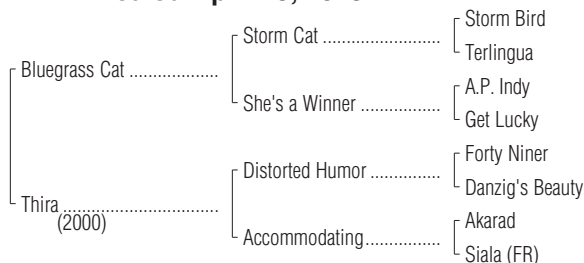 Storm Bird
Storm Cat
Terlingua
Bluegrass Cat
A.P. Indy
She's a Winner
Get Lucky
Forty Niner
Distorted Humor
Danzig's Beauty
Thira
(2000)
Akarad
Accommodating
Siala (FR)